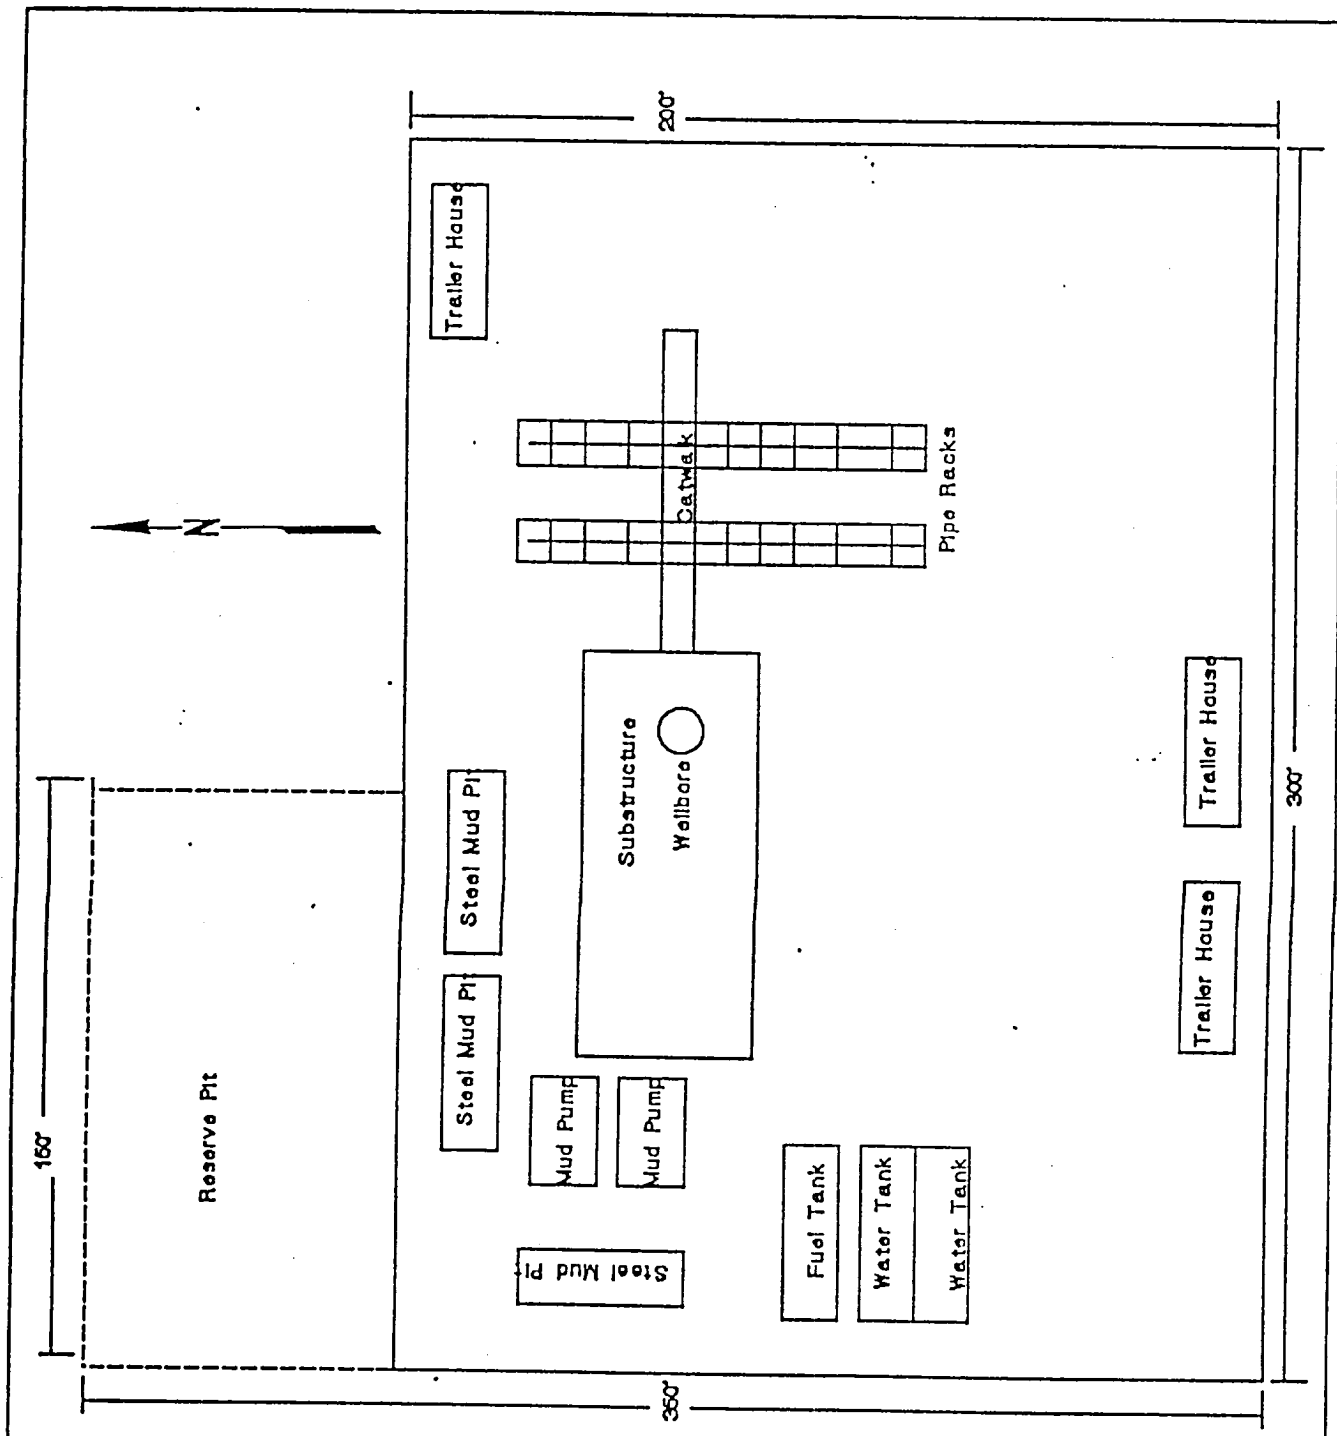 200'
Trailer House
N
Catwak
Pipe Racks
Substructure
Wellbore
Steel Mud Pit
Steel Mud Pit
Mud Pump
Mud Pump
Steel Mud Pit
Reserve Pit
150'
350'
300'
Trailer House
Trailer House
Fuel Tank
Water Tank
Water Tank